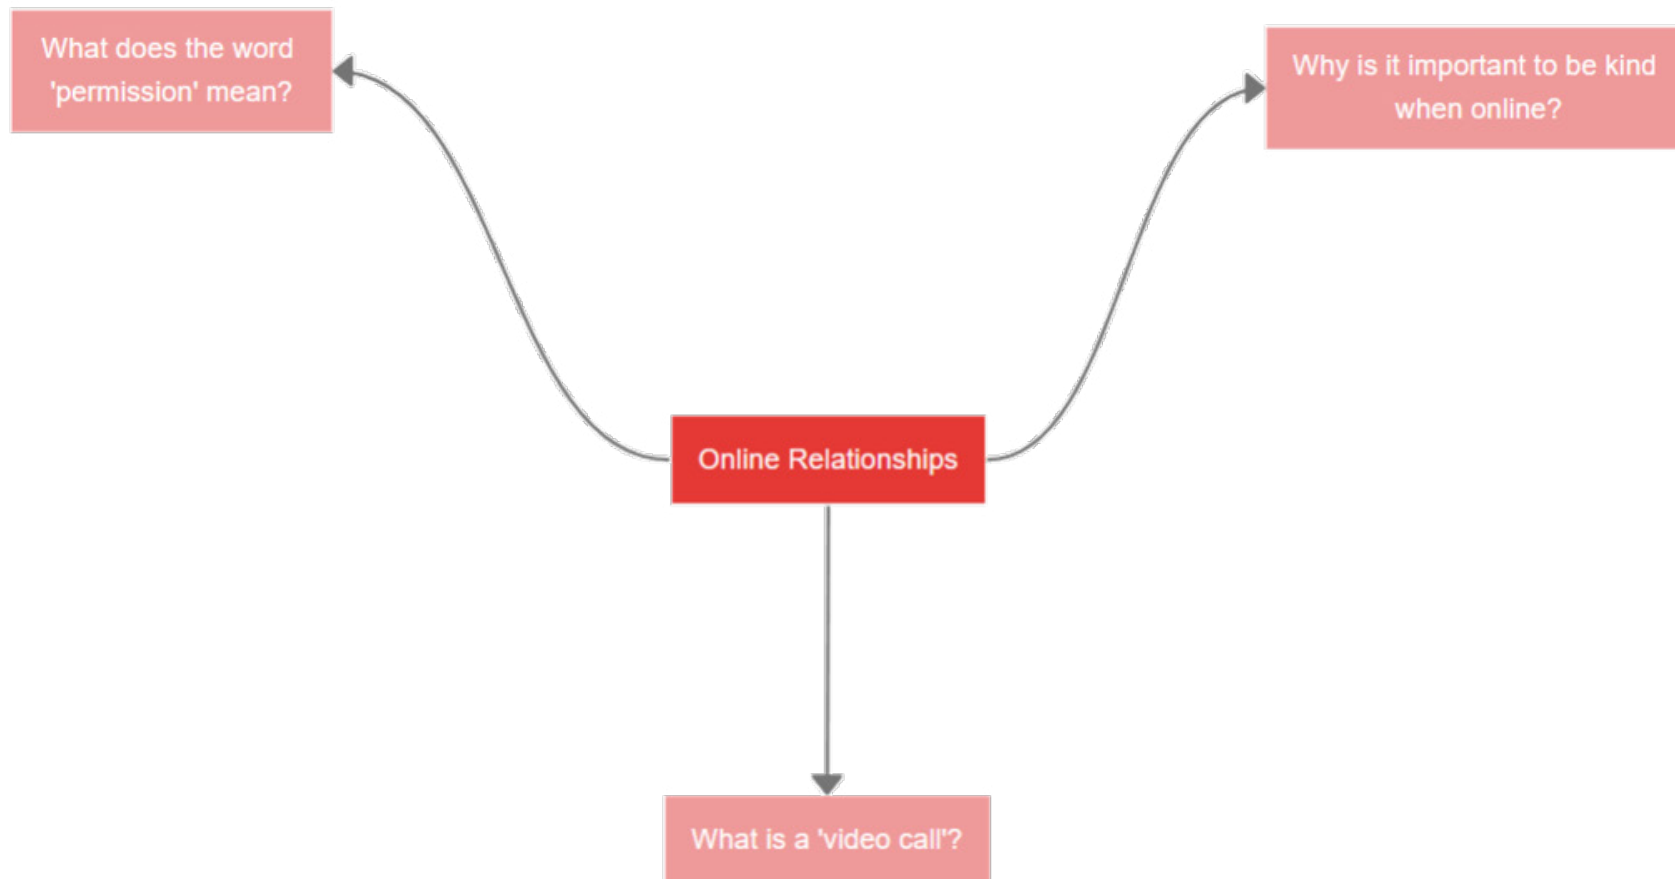 What does the word
'permission' mean?
Why is it important to be kind
when online?
Online Relationships
What is a 'video call'?